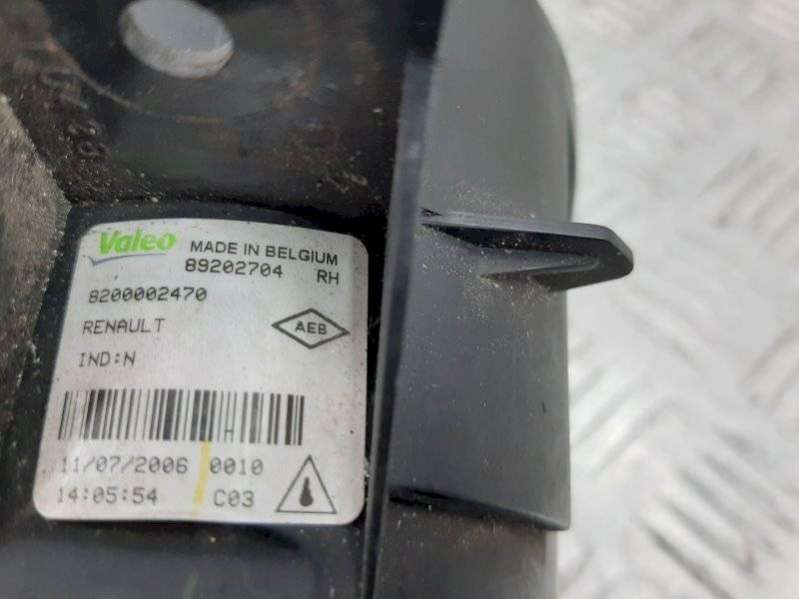 Valeo MADE IN BELGIUM
89202704 RH
8200002470
RENAULT AEB
IND:N
H
11/07/2006 0010
14:05:54 C03